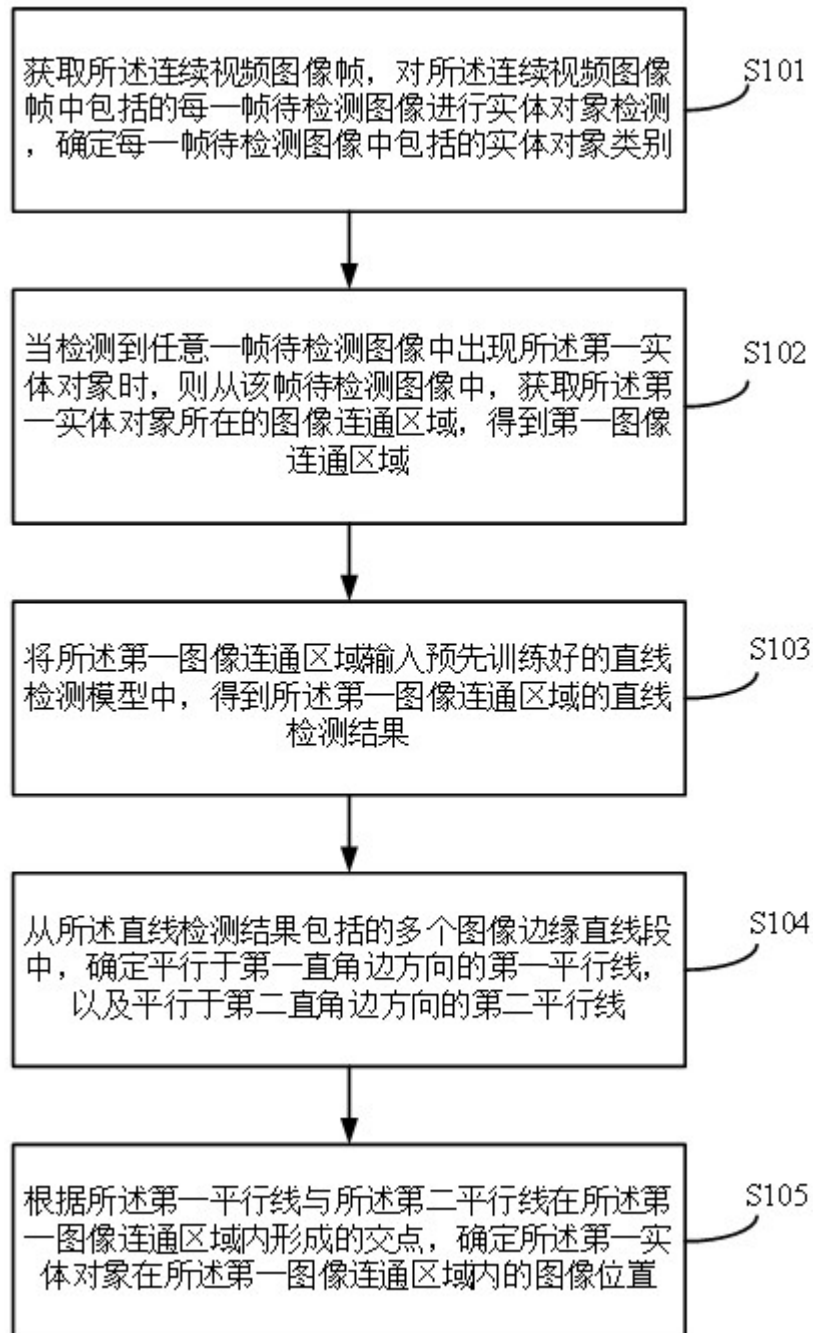 获取所述连续视频图像帧，对所述连续视频图像
帧中包括的每一帧待检测图像进行实体对象检测
，确定每一帧待检测图像中包括的实体对象类别
S101
当检测到任意一帧待检测图像中出现所述第一实
体对象时，则从该帧待检测图像中，获取所述第
一实体对象所在的图像连通区域，得到第一图像
连通区域
S102
将所述第一图像连通区域输入预先训练好的直线
检测模型中，得到所述第一图像连通区域的直线
检测结果
S103
从所述直线检测结果包括的多个图像边缘直线段
中，确定平行于第一直角边方向的第一平行线，
以及平行于第二直角边方向的第二平行线
S104
根据所述第一平行线与所述第二平行线在所述第
一图像连通区域内形成的交点，确定所述第一实
体对象在所述第一图像连通区域内的图像位置
S105